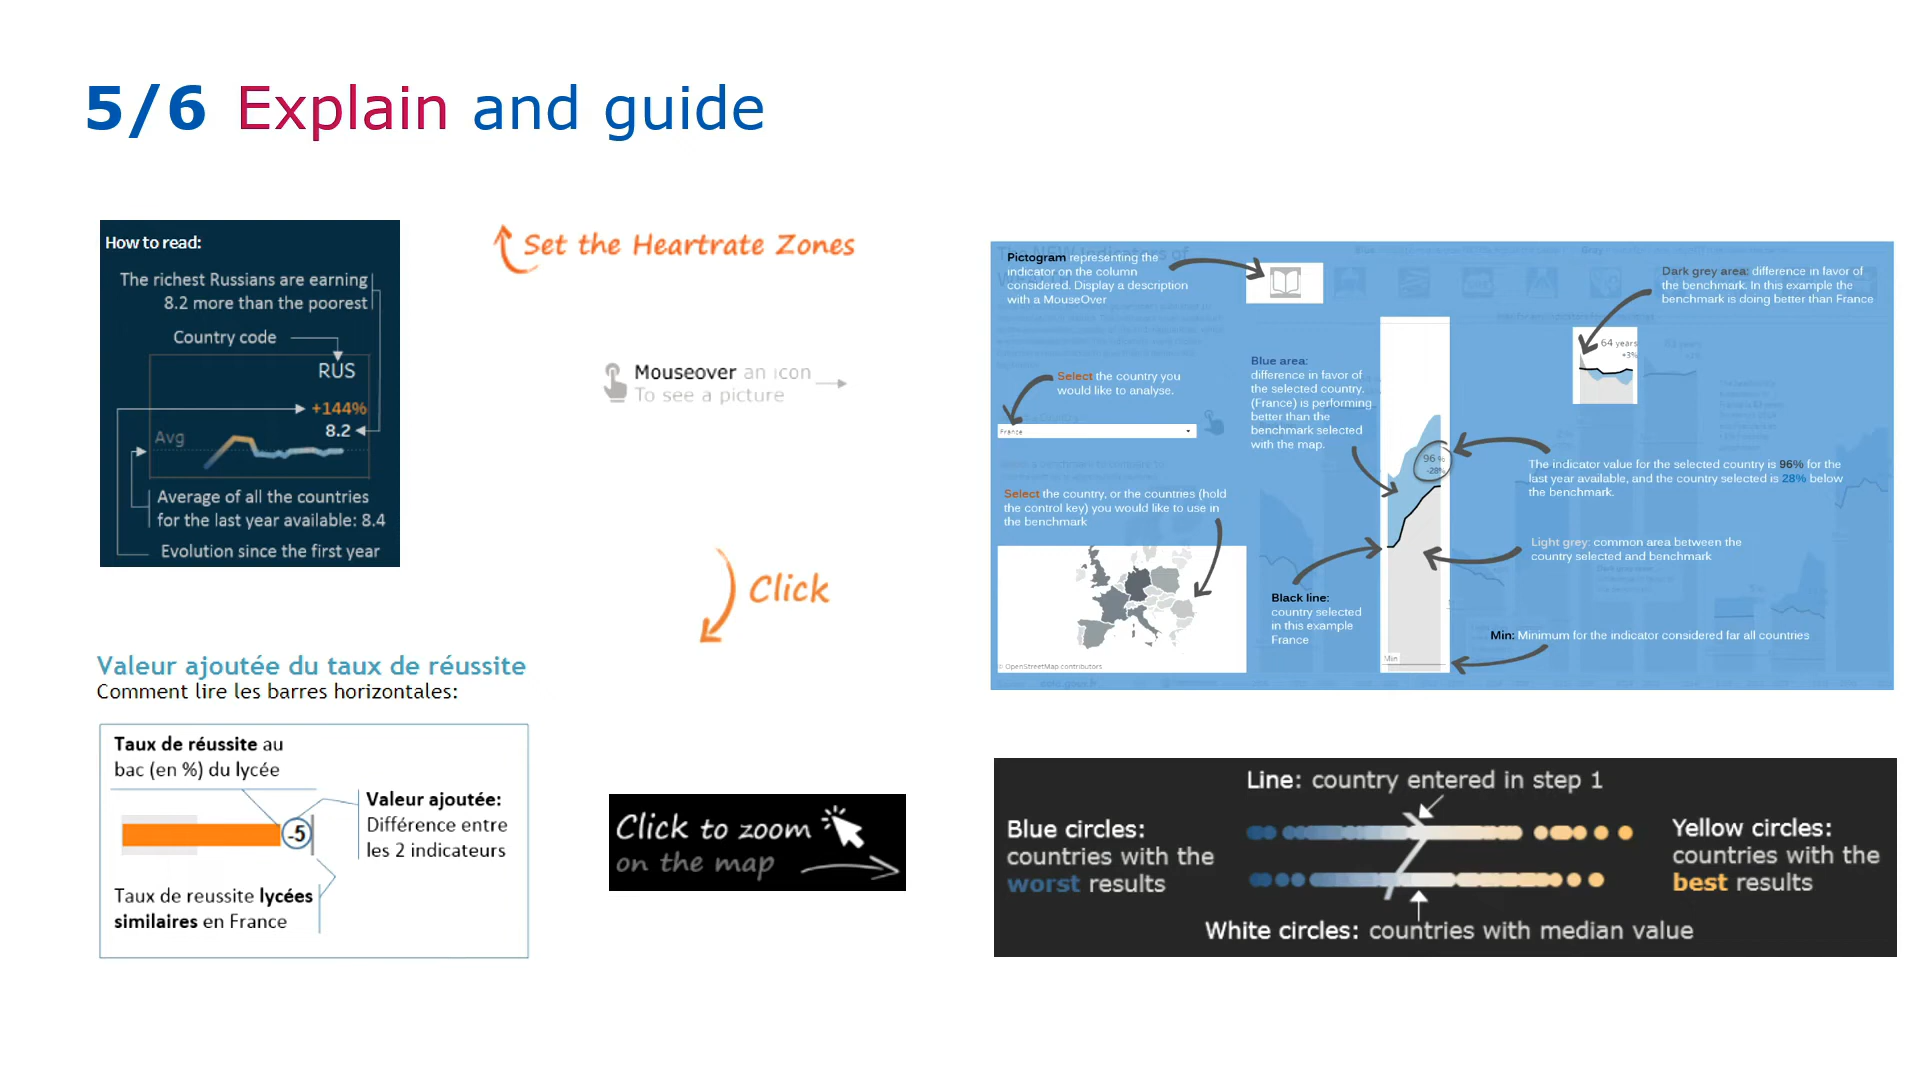 5/6 Explain and guide
How to read:
The richest Russians are earning
8.2 more than the poorest
Country code
RUS
+144%
8.2
Avg
Average of all the countries
for the last year available: 8.4
Evolution since the first year
Set the Heartrate Zones
Mouseover an icon
To see a picture
Click
Valeur ajoutée du taux de réussite
Comment lire les barres horizontales:
Taux de réussite au
bac (en %) du lycée
-5
Valeur ajoutée:
Différence entre
les 2 indicateurs
Taux de reussite lycées
similaires en France
Click to zoom
on the map
Pictogram representing the
indicator on the column
considered. Display a description
with a MouseOver
Select the country you
would like to analyse.
France
Select the country, or the countries (hold
the control key) you would like to use in
the benchmark
© OpenStreetMap contributors
Blue area:
difference in favor of
the selected country.
(France) is performing
better than the
benchmark selected
with the map.
Black line:
country selected
in this example
France
96 %
-28%
Min
Dark grey area: difference in favor of
the benchmark. In this example the
benchmark is doing better than France
64 years
+3%
The indicator value for the selected country is 96% for the
last year available, and the country selected is 28% below
the benchmark.
Light grey: common area between the
country selected and benchmark
Min: Minimum for the indicator considered far all countries
Line: country entered in step 1
Blue circles:
countries with the
worst results
Yellow circles:
countries with the
best results
White circles: countries with median value